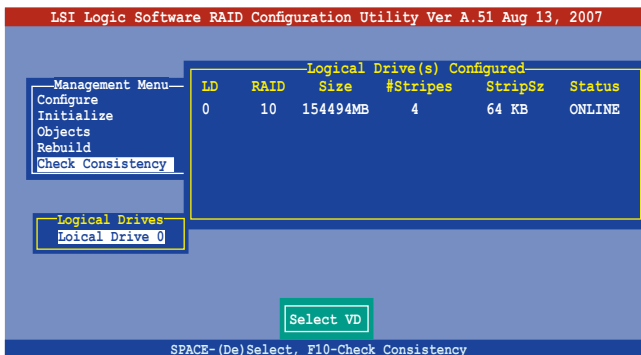 LSI Logic Software RAID Configuration Utility Ver A.51 Aug 13, 2007
Management Menu
Configure
Initialize
Objects
Rebuild
Check Consistency
Logical Drive(s) Configured
LD RAID Size #Stripes StripSz Status
0 10 154494MB 4 64 KB ONLINE
Logical Drives
Loical Drive 0
Select VD
SPACE-(De)Select, F10-Check Consistency